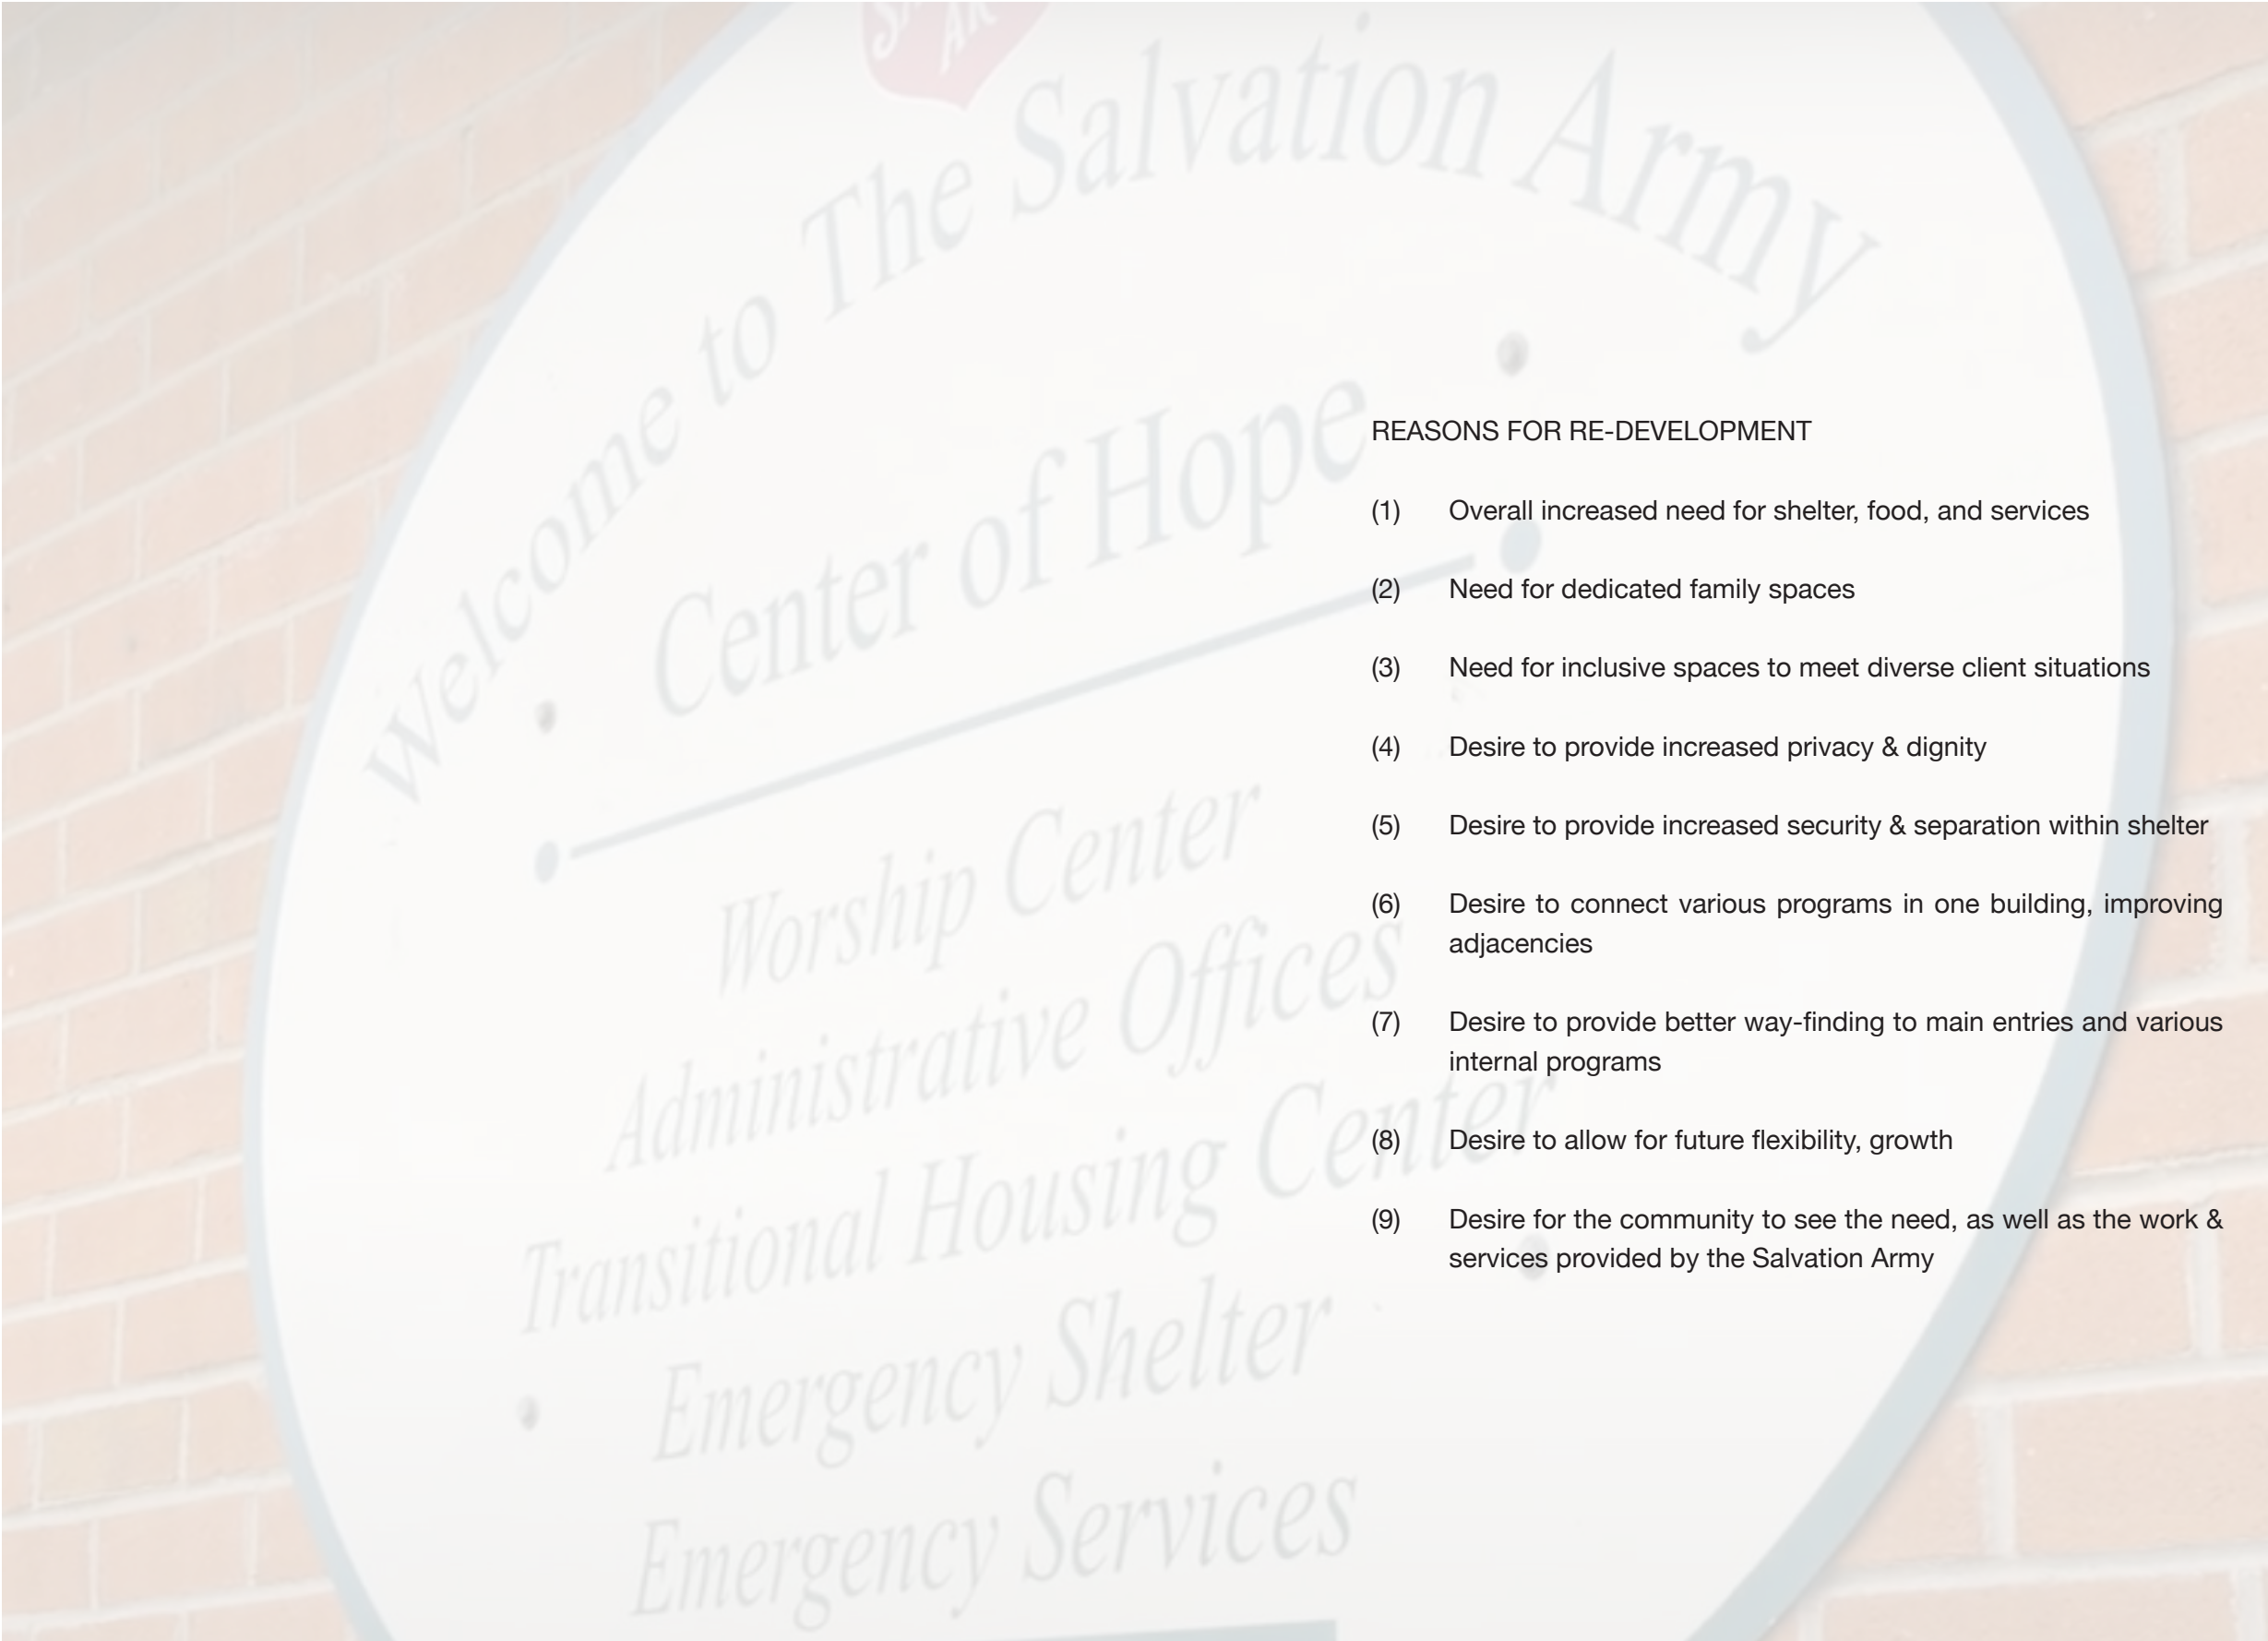 Welcome to The Salvation Army
Center of Hope
Worship Center
Administrative Offices
Transitional Housing Center
Emergency Shelter
Emergency Services
REASONS FOR RE-DEVELOPMENT
(1) Overall increased need for shelter, food, and services
(2) Need for dedicated family spaces
(3) Need for inclusive spaces to meet diverse client situations
(4) Desire to provide increased privacy & dignity
(5) Desire to provide increased security & separation within shelter
(6) Desire to connect various programs in one building, improving
adjacencies
(7) Desire to provide better way-finding to main entries and various
internal programs
(8) Desire to allow for future flexibility, growth
(9) Desire for the community to see the need, as well as the work &
services provided by the Salvation Army